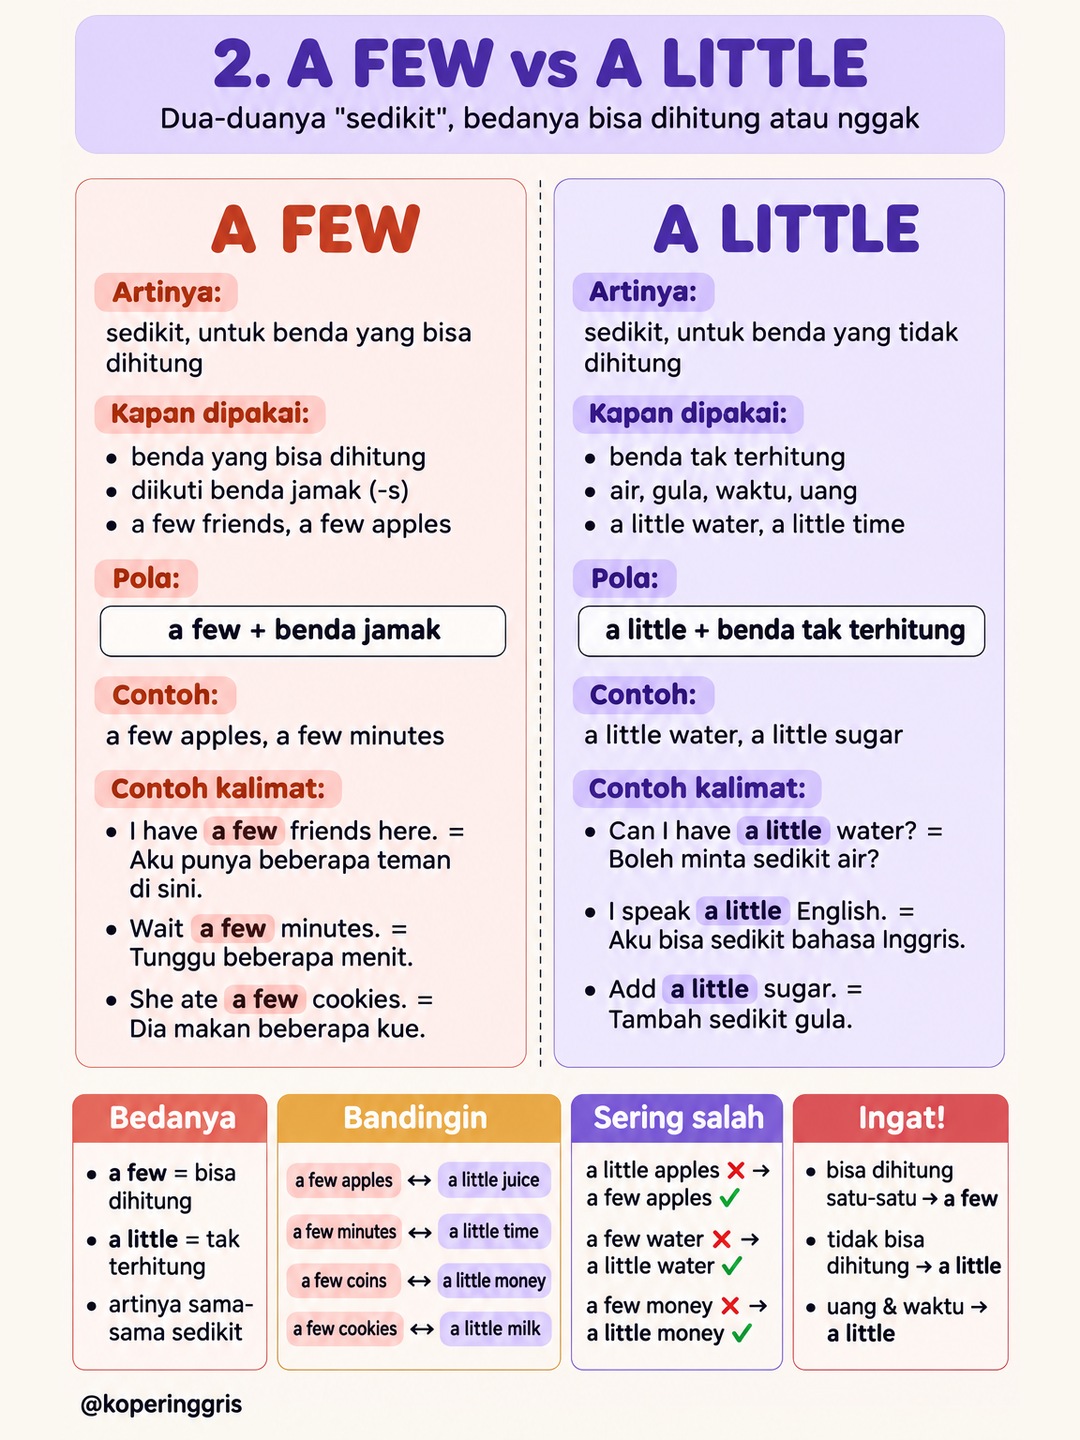 2. A FEW vs A LITTLE
Dua-duanya "sedikit", bedanya bisa dihitung atau nggak
A FEW
Artinya:
sedikit, untuk benda yang bisa
dihitung
Kapan dipakai:
• benda yang bisa dihitung
• diikuti benda jamak (-s)
• a few friends, a few apples
Pola:
a few + benda jamak
Contoh:
a few apples, a few minutes
Contoh kalimat:
• I have a few friends here. =
Aku punya beberapa teman
di sini.
• Wait a few minutes. =
Tunggu beberapa menit.
• She ate a few cookies. =
Dia makan beberapa kue.
A LITTLE
Artinya:
sedikit, untuk benda yang tidak
dihitung
Kapan dipakai:
• benda tak terhitung
• air, gula, waktu, uang
• a little water, a little time
Pola:
a little + benda tak terhitung
Contoh:
a little water, a little sugar
Contoh kalimat:
• Can I have a little water? =
Boleh minta sedikit air?
• I speak a little English. =
Aku bisa sedikit bahasa Inggris.
• Add a little sugar. =
Tambah sedikit gula.
Bedanya
• a few = bisa
dihitung
• a little = tak
terhitung
• artinya sama-
sama sedikit
Bandingin
a few apples ↔ a little juice
a few minutes ↔ a little time
a few coins ↔ a little money
a few cookies ↔ a little milk
Sering salah
a little apples ❌ →
a few apples ✓
a few water ❌ →
a little water ✓
a few money ❌ →
a little money ✓
Ingat!
• bisa dihitung
satu-satu → a few
• tidak bisa
dihitung → a little
• uang & waktu →
a little
@koperinggris